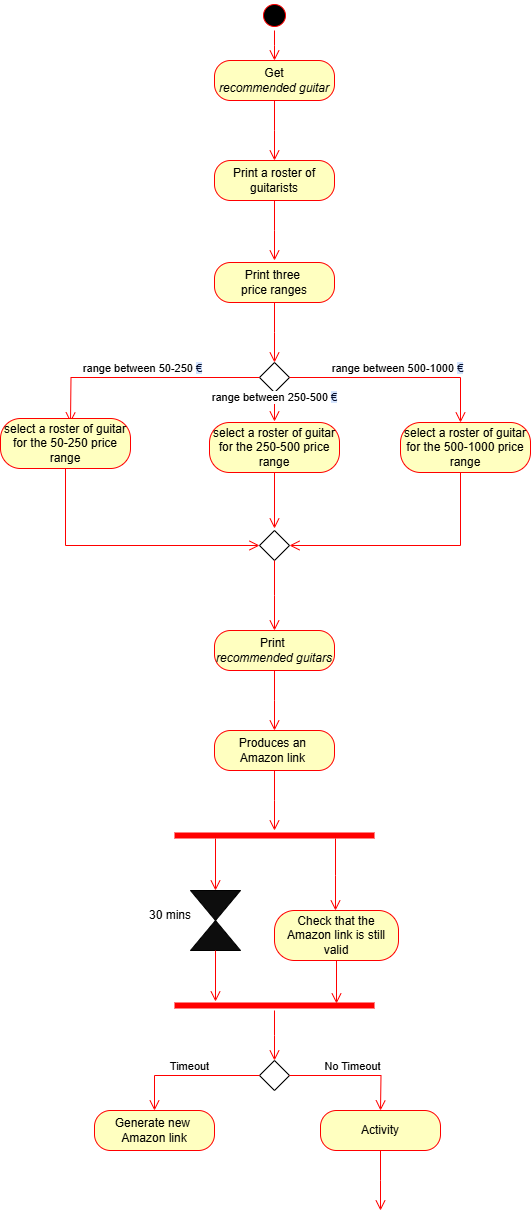 Get
recommended guitar
Print a roster of
guitarists
Print three
price ranges
range between 50-250 €
range between 500-1000 €
range between 250-500 €
select a roster of guitar
for the 50-250 price
range
select a roster of guitar
for the 250-500 price
range
select a roster of guitar
for the 500-1000 price
range
Print
recommended guitars
Produces an
Amazon link
30 mins
Check that the
Amazon link is still
valid
Timeout
No Timeout
Generate new
Amazon link
Activity